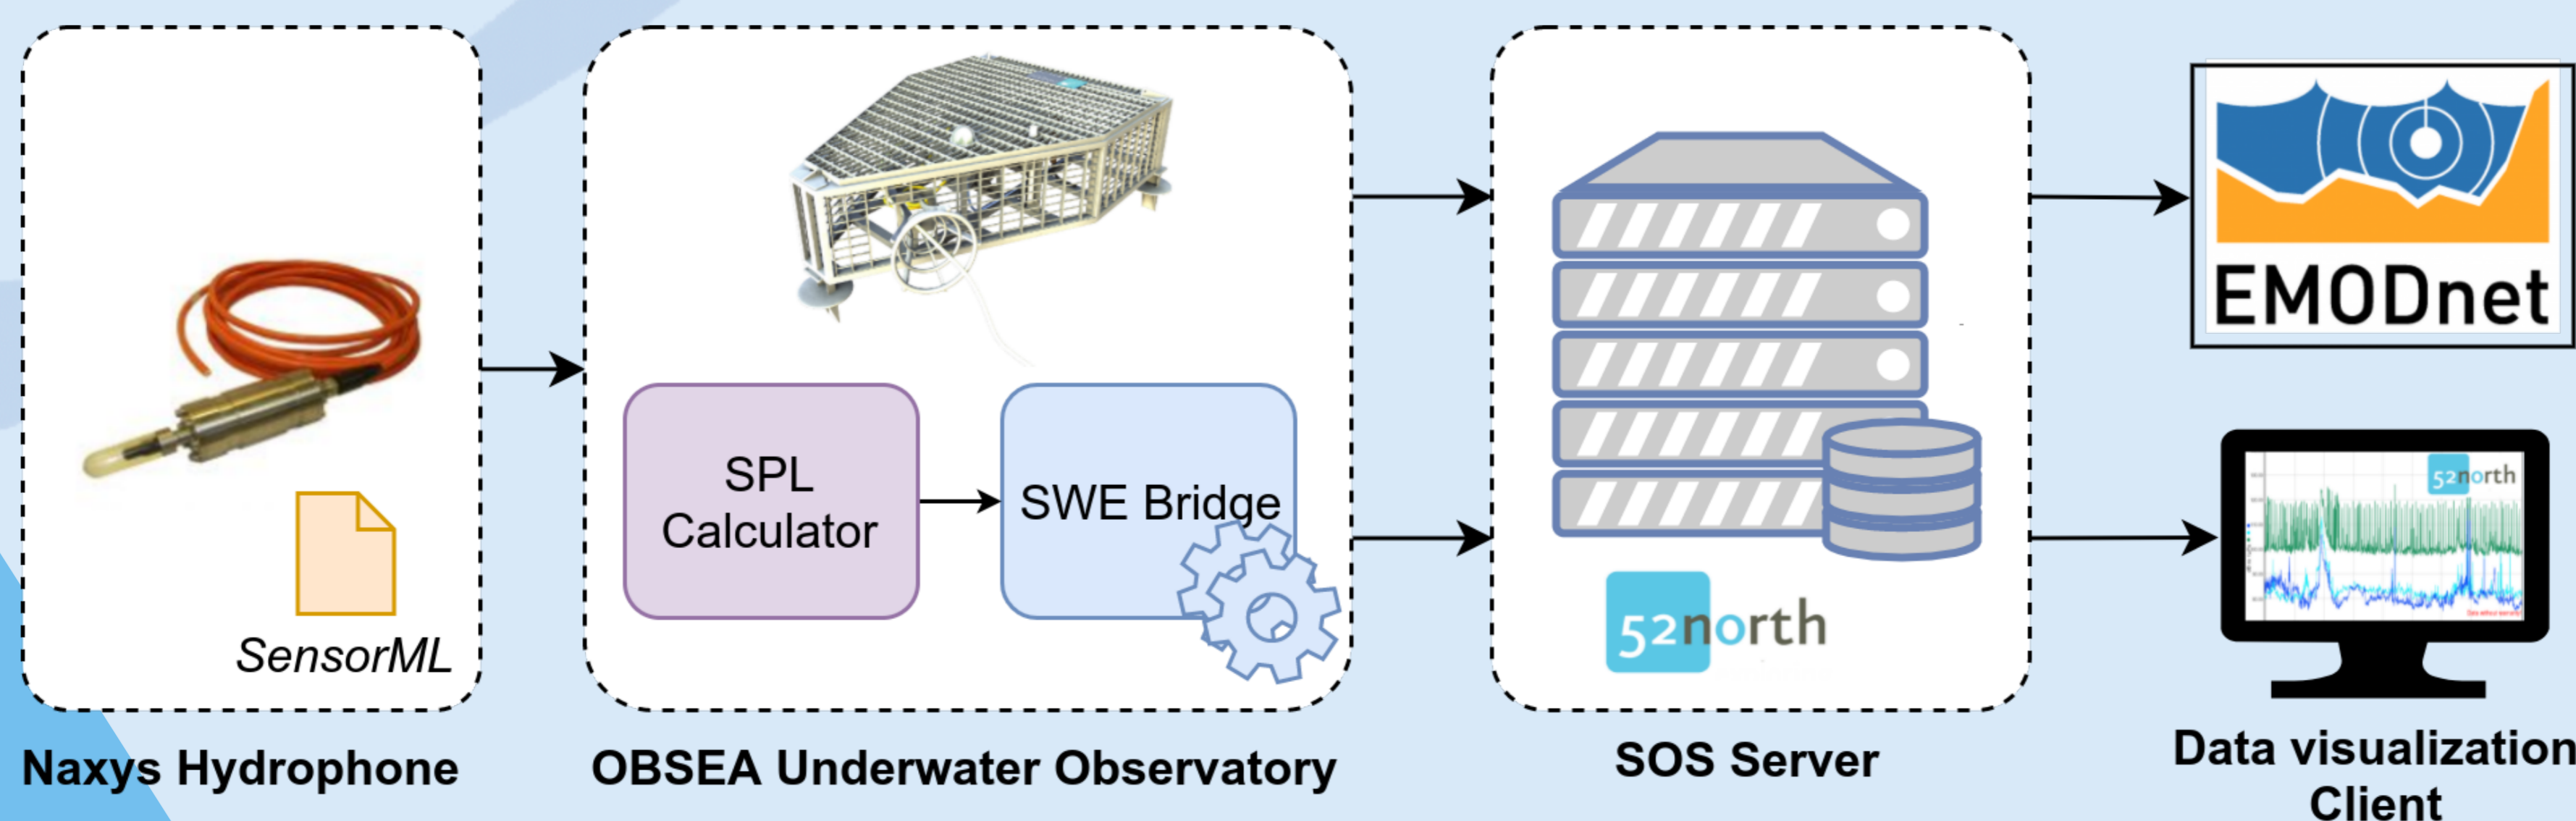 SensorML
Naxys Hydrophone
SPL
Calculator
SWE Bridge
OBSEA Underwater Observatory
52north
SOS Server
EMODnet
52north
Data visualization
Client